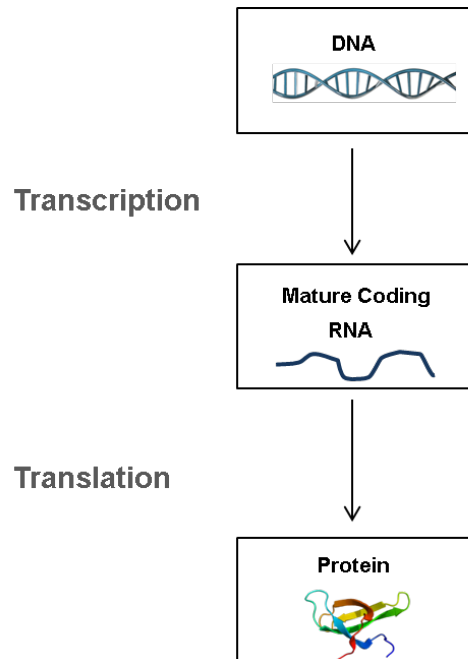 DNA
Transcription
Mature Coding
RNA
Translation
Protein